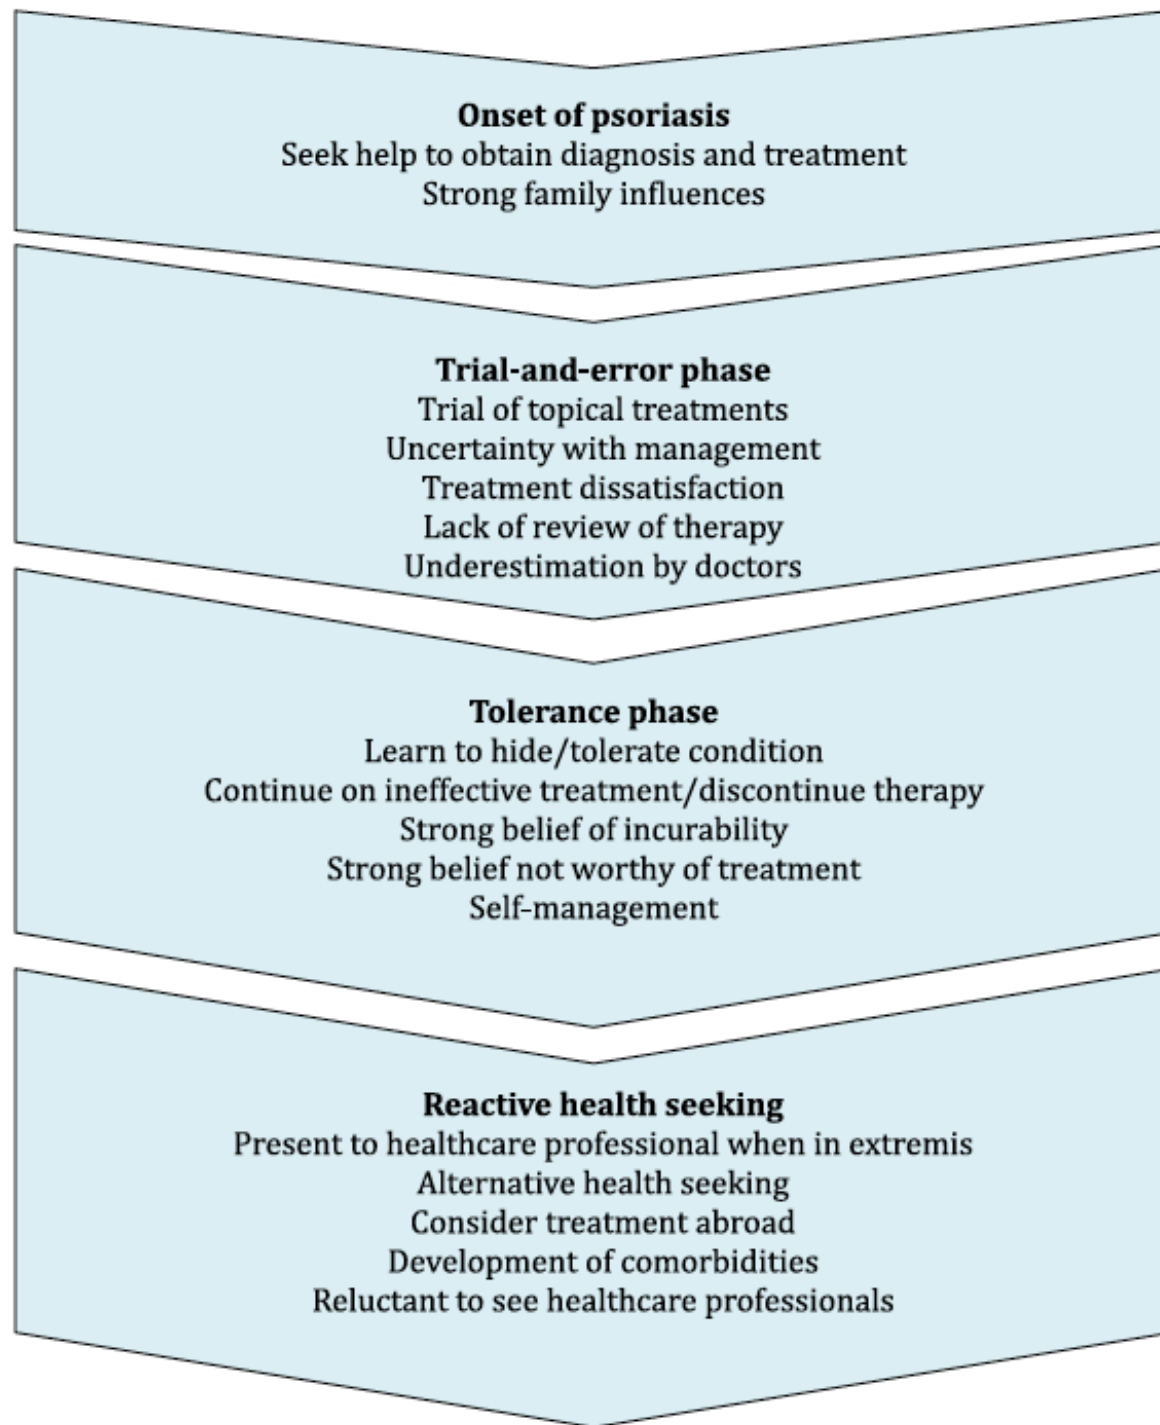 Onset of psoriasis
Seek help to obtain diagnosis and treatment
Strong family influences
Trial-and-error phase
Trial of topical treatments
Uncertainty with management
Treatment dissatisfaction
Lack of review of therapy
Underestimation by doctors
Tolerance phase
Learn to hide/tolerate condition
Continue on ineffective treatment/discontinue therapy
Strong belief of incurability
Strong belief not worthy of treatment
Self-management
Reactive health seeking
Present to healthcare professional when in extremis
Alternative health seeking
Consider treatment abroad
Development of comorbidities
Reluctant to see healthcare professionals